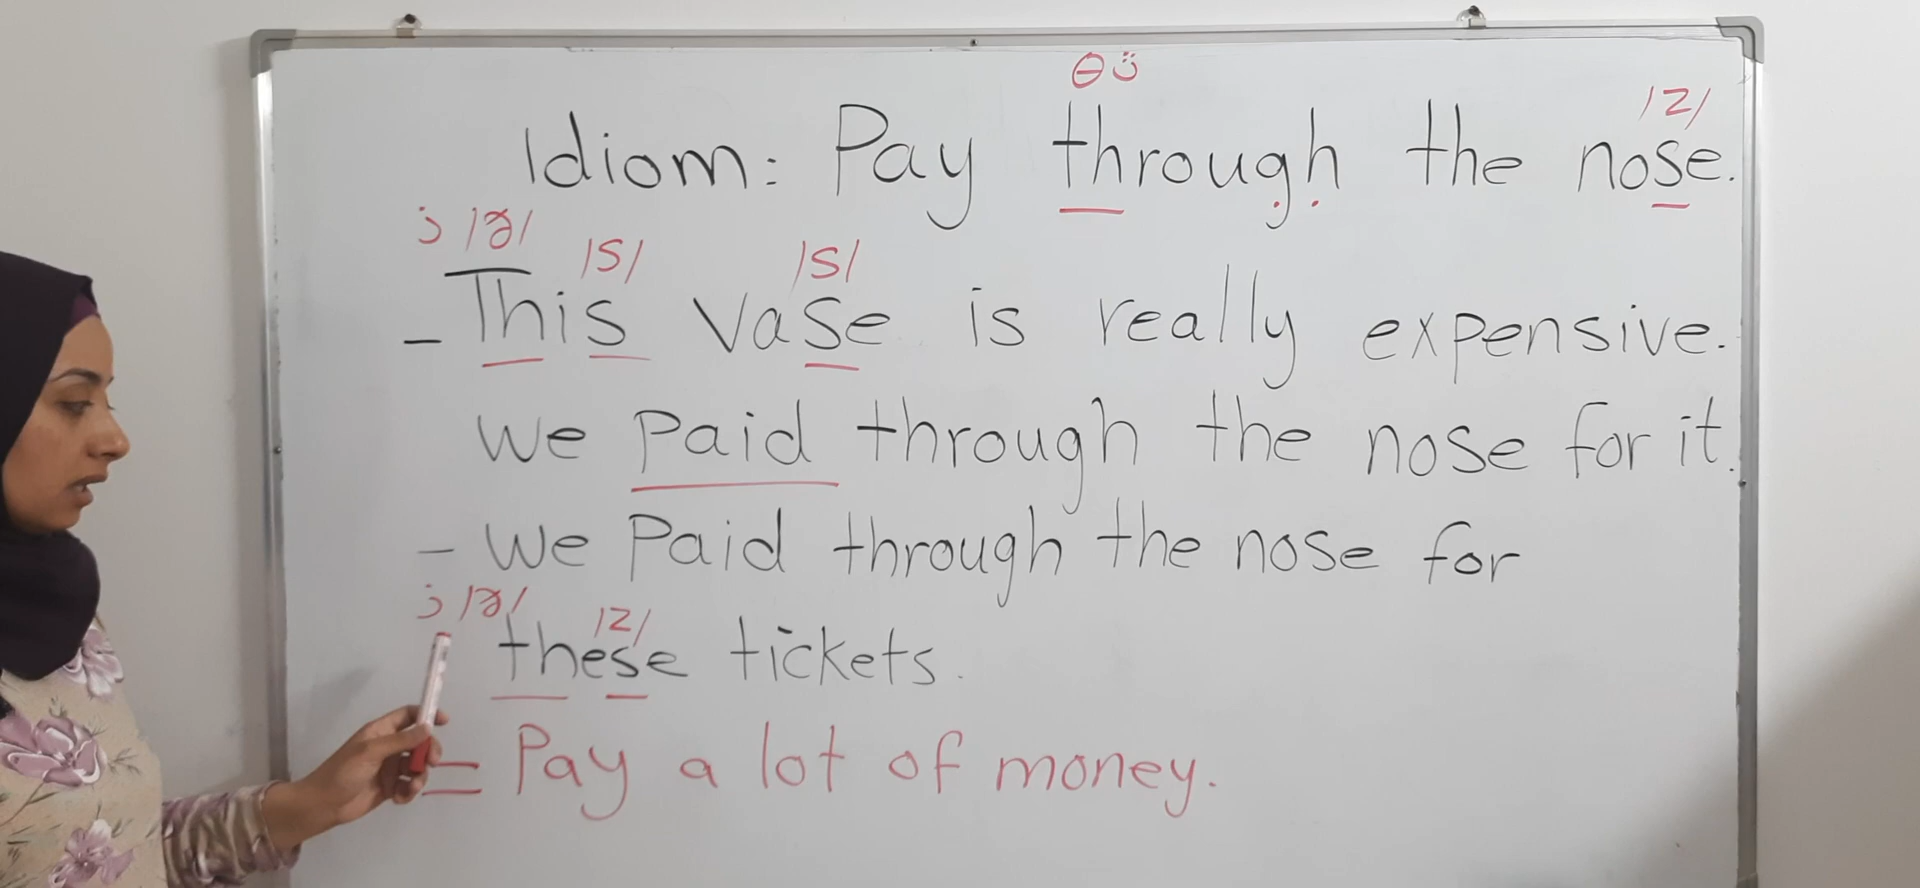 θ ث
/z/
Idiom: Pay through the nose.
ذ /ð/ /s/ /s/
- This vase is really expensive.
we paid through the nose for it.
- we paid through the nose for
ذ /ð/ /z/
these tickets.
= Pay a lot of money.